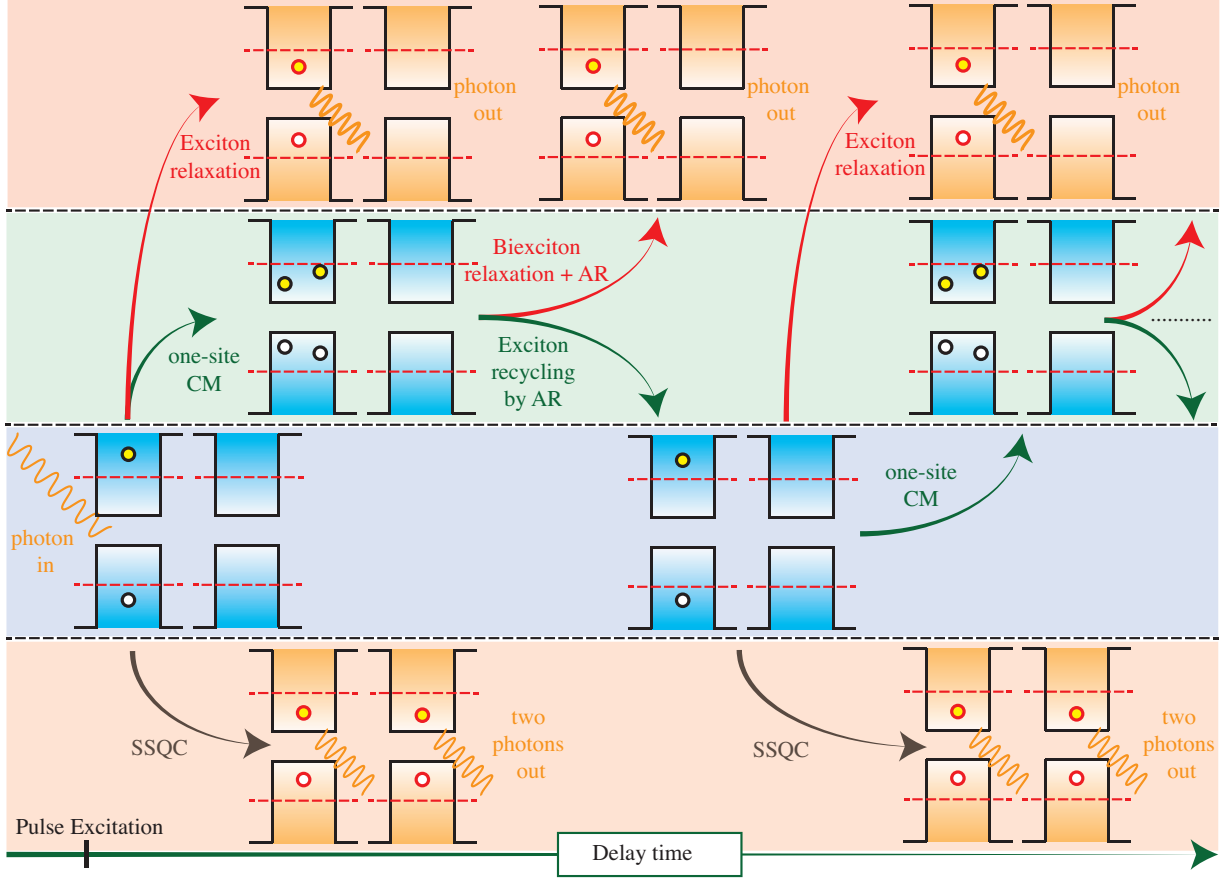 photon
out
photon
out
photon
out
Exciton
relaxation
Exciton
relaxation
Biexciton
relaxation + AR
one-site
CM
Exciton
recycling
by AR
photon
in
one-site
CM
SSQC
two
photons
out
SSQC
two
photons
out
Pulse Excitation
Delay time